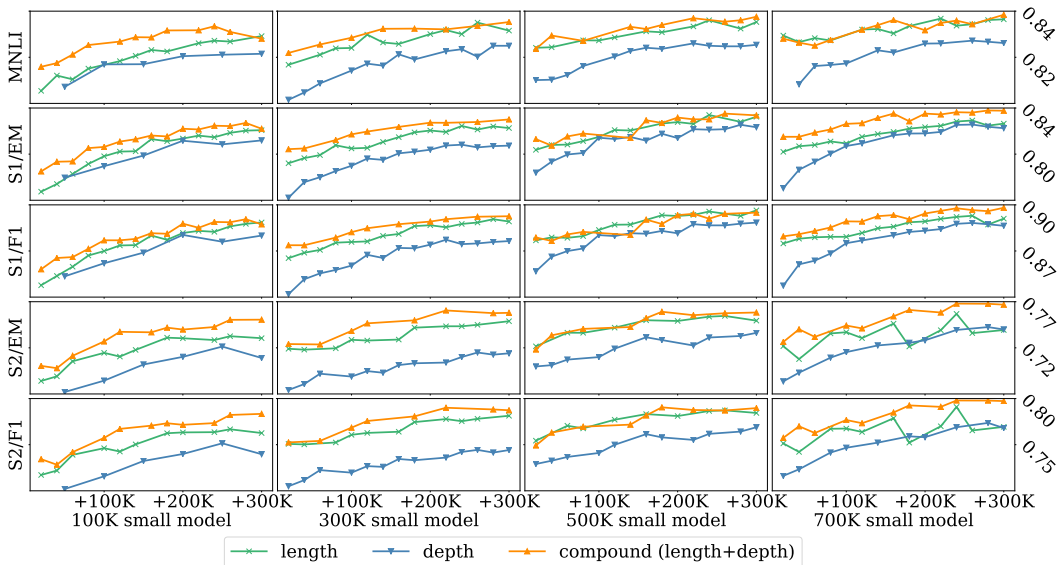 MNLI
0.84
0.82
S1/EM
0.84
0.80
S1/F1
0.90
0.87
S2/EM
0.77
0.72
S2/F1
0.80
0.75
+100K +200K +300K +100K +200K +300K +100K +200K +300K +100K +200K +300K
100K small model 300K small model 500K small model 700K small model
length depth compound (length+depth)